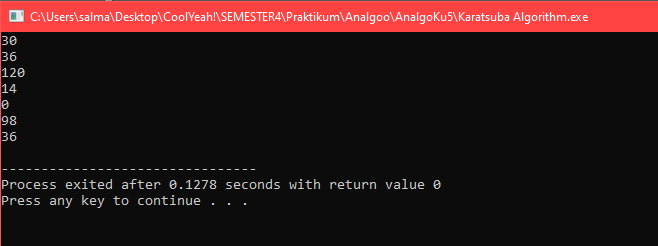 C:\Users\salma\Desktop\CoolYeah!\SEMESTER4\Praktikum\Analgoo\AnalgoKu5\Karatsuba Algorithm.exe
30
36
120
14
0
98
36
--------------------------------
Process exited after 0.1278 seconds with return value 0
Press any key to continue . . .